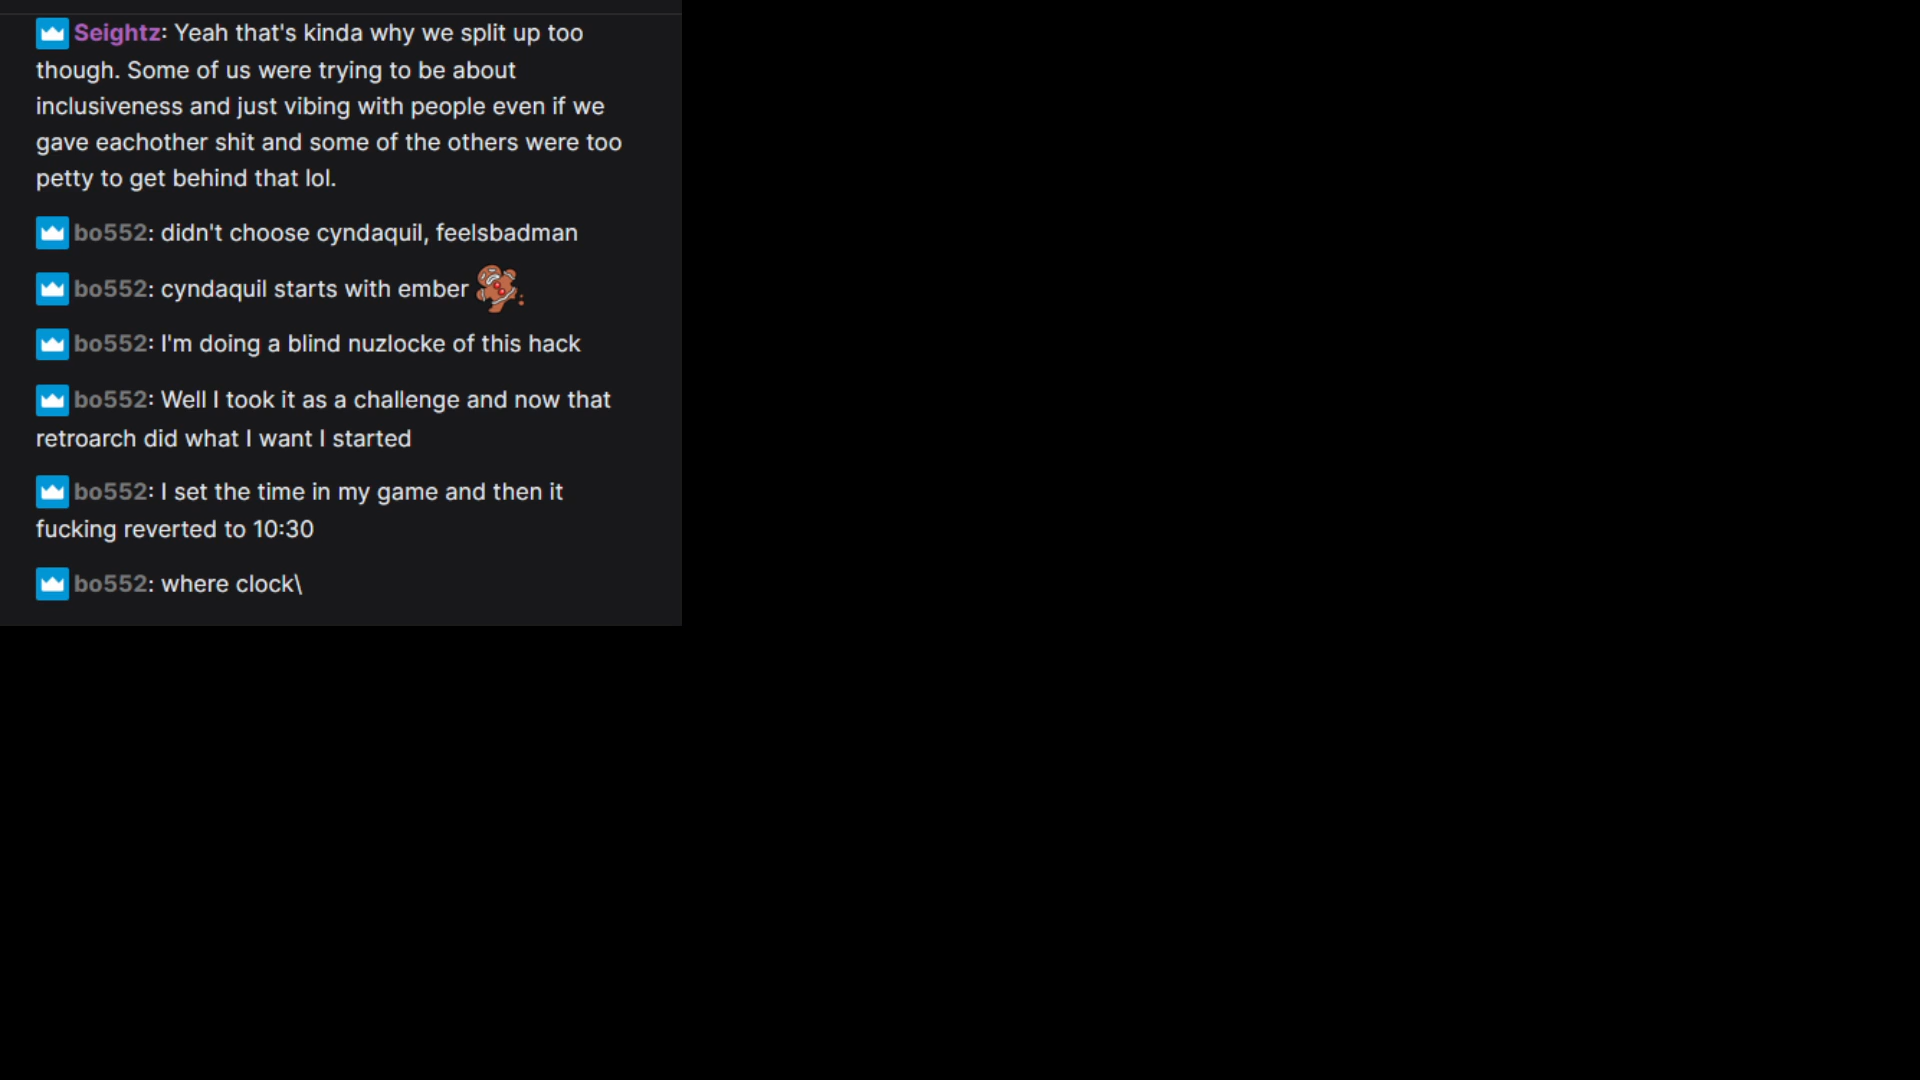 Seightz: Yeah that's kinda why we split up too
though. Some of us were trying to be about
inclusiveness and just vibing with people even if we
gave eachother shit and some of the others were too
petty to get behind that lol.
bo552: didn't choose cyndaquil, feelsbadman
bo552: cyndaquil starts with ember
bo552: I'm doing a blind nuzlocke of this hack
bo552: Well I took it as a challenge and now that
retroarch did what I want I started
bo552: I set the time in my game and then it
fucking reverted to 10:30
bo552: where clock\